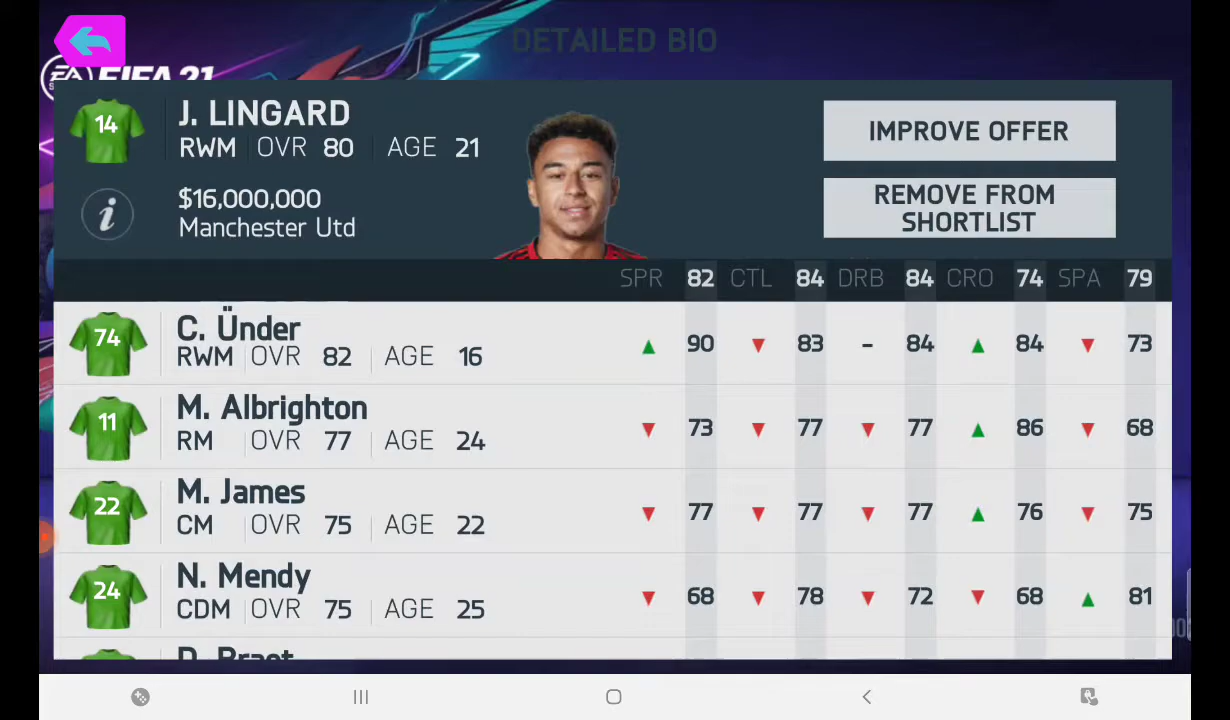 DETAILED BIO
EA FIFA 21
14
J. LINGARD
RWM OVR 80 AGE 21
$16,000,000
Manchester Utd
IMPROVE OFFER
REMOVE FROM
SHORTLIST
SPR 82 CTL 84 DRB 84 CRO 74 SPA 79
74
C. Ünder
RWM OVR 82 AGE 16
90 83 - 84 84 73
11
M. Albrighton
RM OVR 77 AGE 24
73 77 77 86 68
22
M. James
CM OVR 75 AGE 22
77 77 77 76 75
24
N. Mendy
CDM OVR 75 AGE 25
68 78 72 68 81